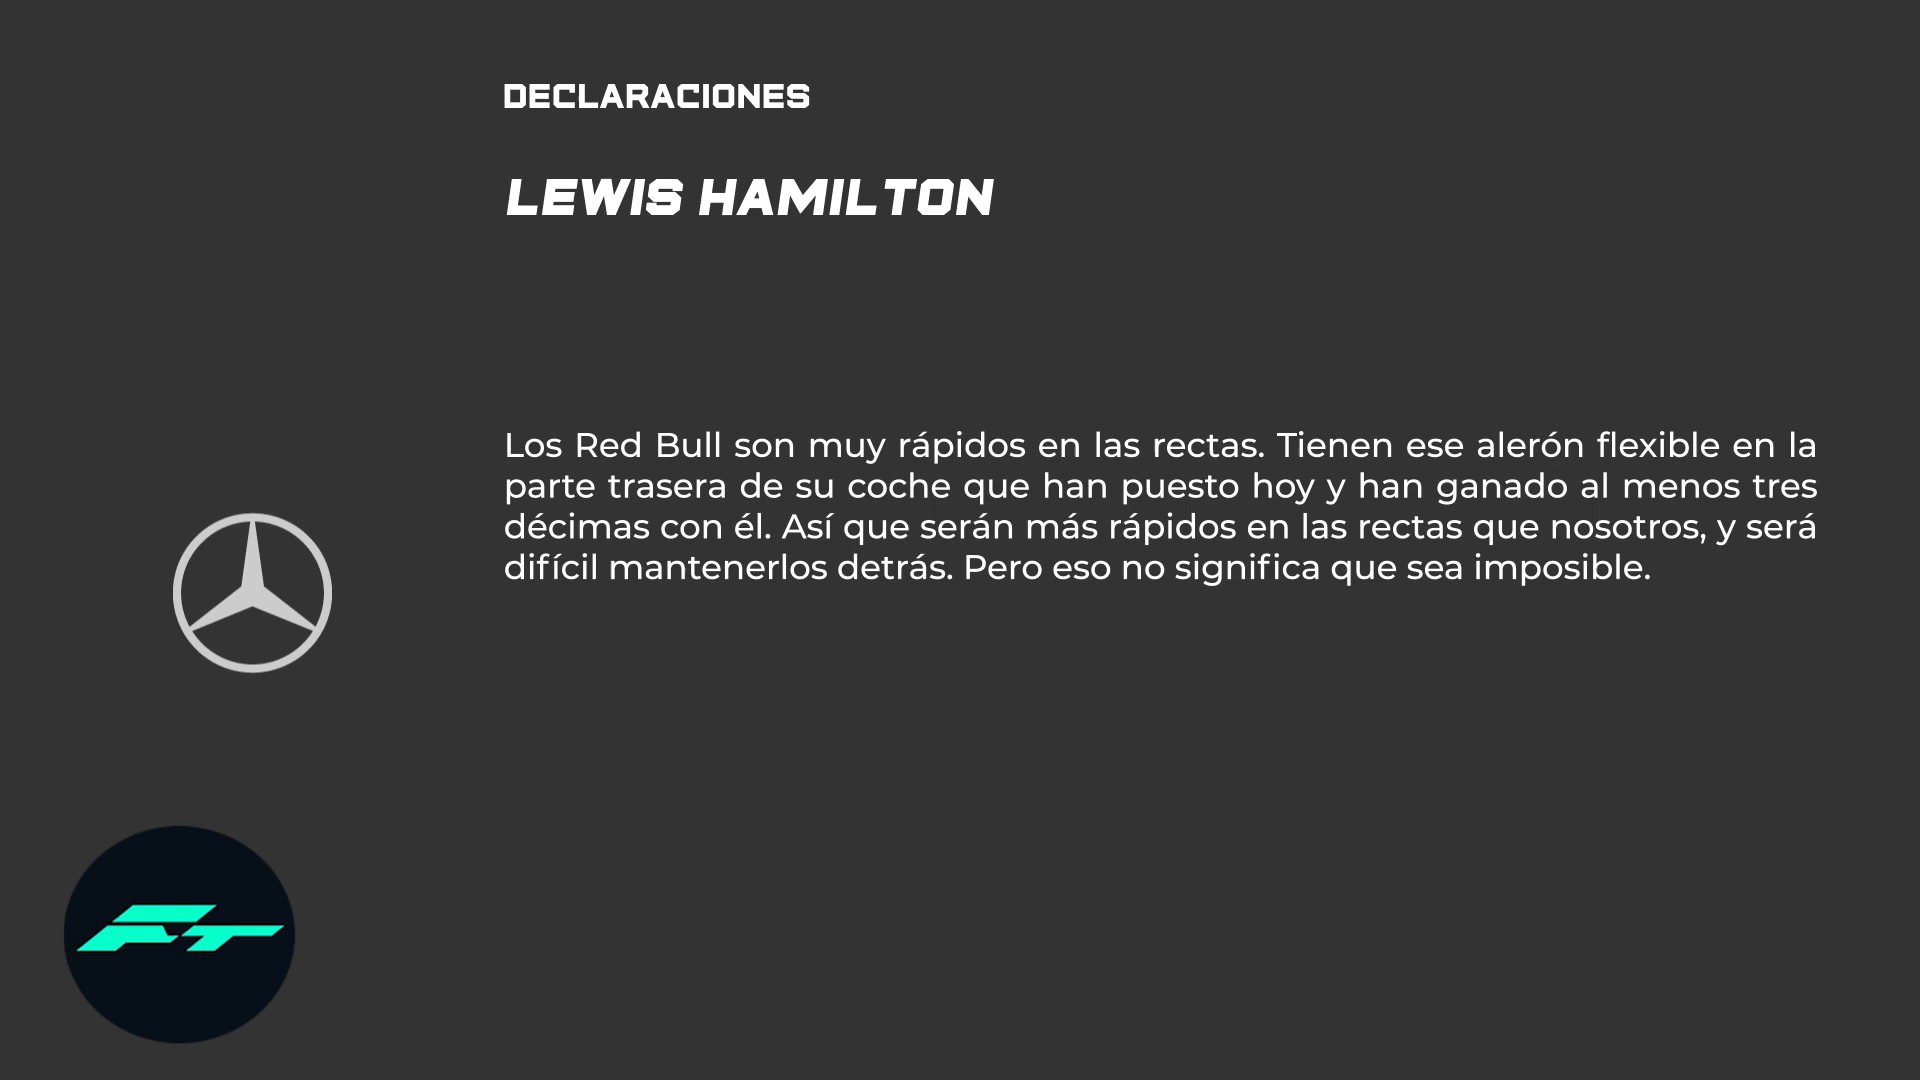 DECLARACIONES
LEWIS HAMILTON
Los Red Bull son muy rápidos en las rectas. Tienen ese alerón flexible en la
parte trasera de su coche que han puesto hoy y han ganado al menos tres
décimas con él. Así que serán más rápidos en las rectas que nosotros, y será
difícil mantenerlos detrás. Pero eso no significa que sea imposible.
FT